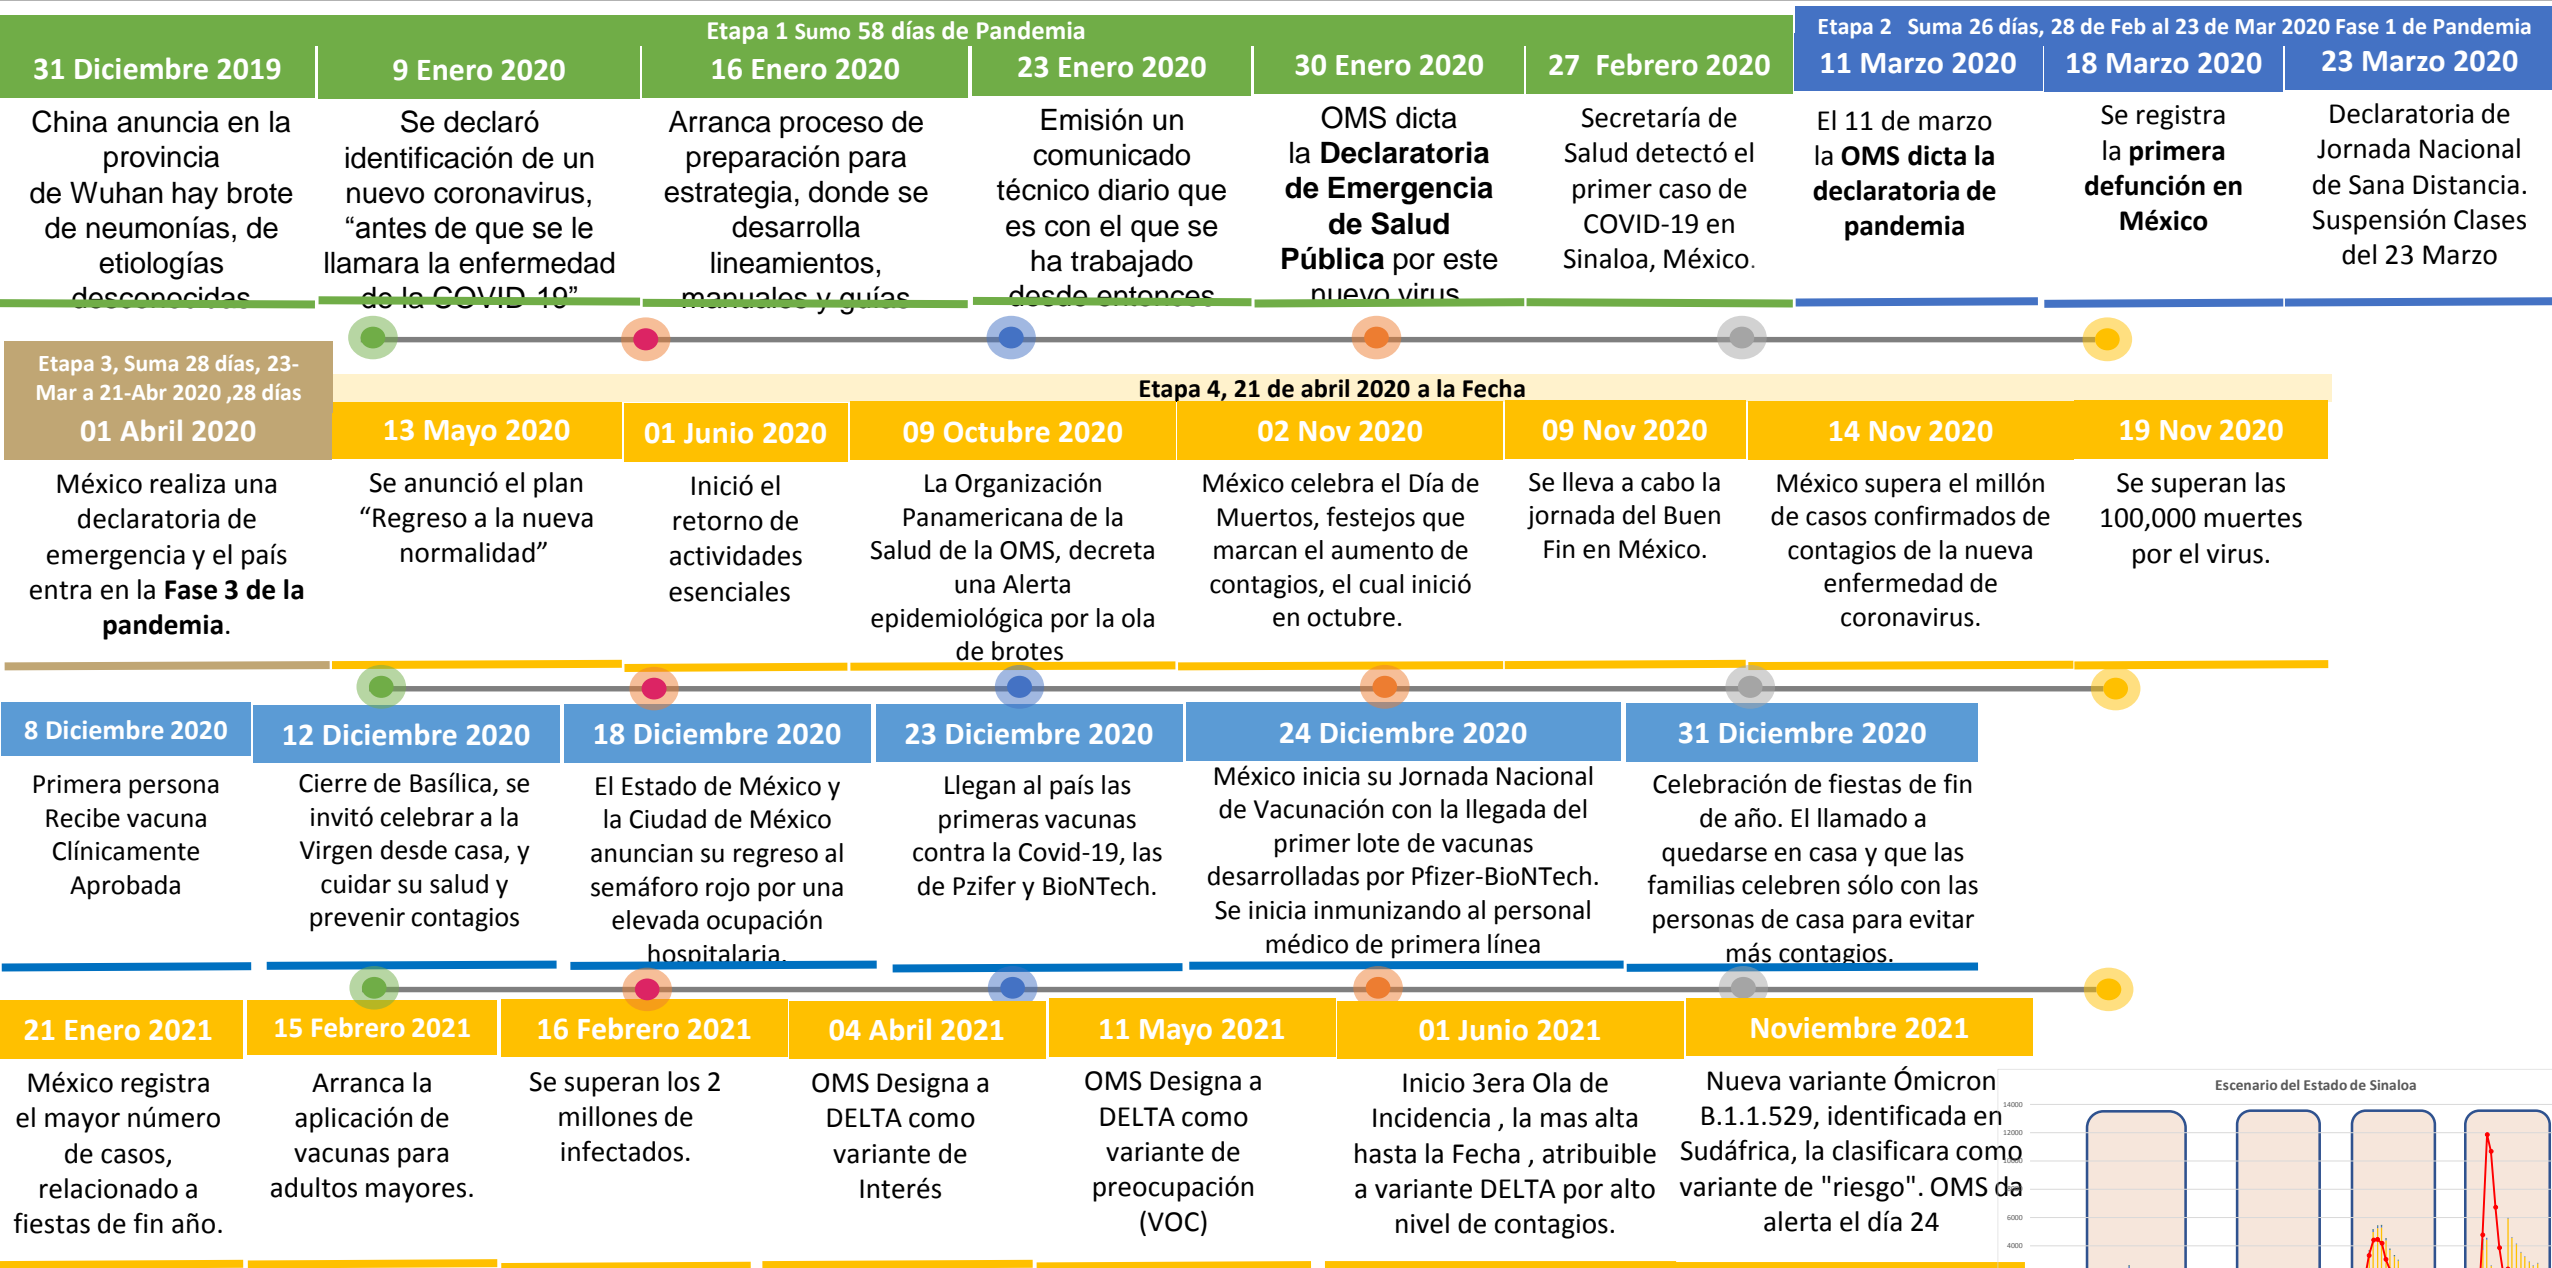 Etapa 1 Sumo 58 días de Pandemia
Etapa 2 Suma 26 días, 28 de Feb al 23 de Mar 2020 Fase 1 de Pandemia
31 Diciembre 2019
China anuncia en la
provincia
de Wuhan hay brote
de neumonías, de
etiologías
desconocidas
9 Enero 2020
Se declaró
identificación de un
nuevo coronavirus,
“antes de que se le
llamara la enfermedad
de la COVID-19”
16 Enero 2020
Arranca proceso de
preparación para
estrategia, donde se
desarrolla
lineamientos,
manuales y guías
23 Enero 2020
Emisión un
comunicado
técnico diario que
es con el que se
ha trabajado
desde entonces
30 Enero 2020
OMS dicta
la Declaratoria
de Emergencia
de Salud
Pública por este
nuevo virus
27 Febrero 2020
Secretaría de
Salud detectó el
primer caso de
COVID-19 en
Sinaloa, México.
11 Marzo 2020
El 11 de marzo
la OMS dicta la
declaratoria de
pandemia
18 Marzo 2020
Se registra
la primera
defunción en
México
23 Marzo 2020
Declaratoria de
Jornada Nacional
de Sana Distancia.
Suspensión Clases
del 23 Marzo
Etapa 3, Suma 28 días, 23-
Mar a 21-Abr 2020 ,28 días
Etapa 4, 21 de abril 2020 a la Fecha
01 Abril 2020
México realiza una
declaratoria de
emergencia y el país
entra en la Fase 3 de la
pandemia.
13 Mayo 2020
Se anunció el plan
“Regreso a la nueva
normalidad”
01 Junio 2020
Inició el
retorno de
actividades
esenciales
09 Octubre 2020
La Organización
Panamericana de la
Salud de la OMS, decreta
una Alerta
epidemiológica por la ola
de brotes
02 Nov 2020
México celebra el Día de
Muertos, festejos que
marcan el aumento de
contagios, el cual inició
en octubre.
09 Nov 2020
Se lleva a cabo la
jornada del Buen
Fin en México.
14 Nov 2020
México supera el millón
de casos confirmados de
contagios de la nueva
enfermedad de
coronavirus.
19 Nov 2020
Se superan las
100,000 muertes
por el virus.
8 Diciembre 2020
Primera persona
Recibe vacuna
Clínicamente
Aprobada
12 Diciembre 2020
Cierre de Basílica, se
invitó celebrar a la
Virgen desde casa, y
cuidar su salud y
prevenir contagios
18 Diciembre 2020
El Estado de México y
la Ciudad de México
anuncian su regreso al
semáforo rojo por una
elevada ocupación
hospitalaria.
23 Diciembre 2020
Llegan al país las
primeras vacunas
contra la Covid-19, las
de Pzifer y BioNTech.
24 Diciembre 2020
México inicia su Jornada Nacional
de Vacunación con la llegada del
primer lote de vacunas
desarrolladas por Pfizer-BioNTech.
Se inicia inmunizando al personal
médico de primera línea
31 Diciembre 2020
Celebración de fiestas de fin
de año. El llamado a
quedarse en casa y que las
familias celebren sólo con las
personas de casa para evitar
más contagios.
21 Enero 2021
México registra
el mayor número
de casos,
relacionado a
fiestas de fin año.
15 Febrero 2021
Arranca la
aplicación de
vacunas para
adultos mayores.
16 Febrero 2021
Se superan los 2
millones de
infectados.
04 Abril 2021
OMS Designa a
DELTA como
variante de
Interés
11 Mayo 2021
OMS Designa a
DELTA como
variante de
preocupación
(VOC)
01 Junio 2021
Inicio 3era Ola de
Incidencia , la mas alta
hasta la Fecha , atribuible
a variante DELTA por alto
nivel de contagios.
Noviembre 2021
Nueva variante Ómicron
B.1.1.529, identificada en
Sudáfrica, la clasificara como
variante de "riesgo". OMS da
alerta el día 24
Escenario del Estado de Sinaloa
14000
12000
10000
6000
4000